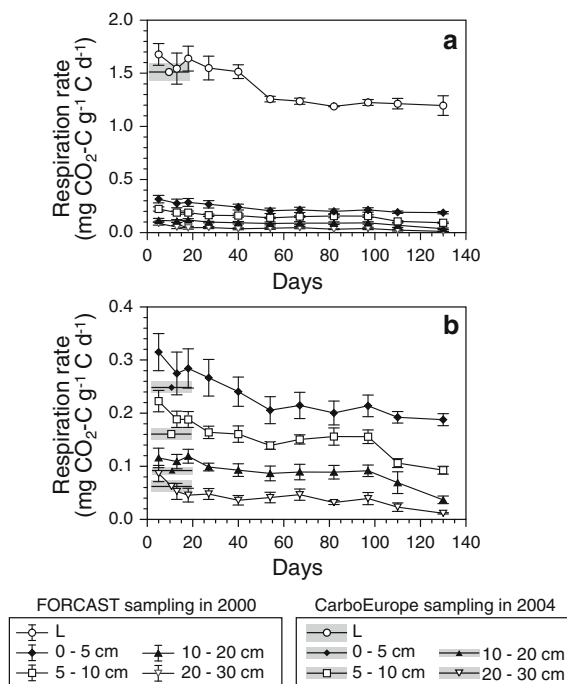 a
Respiration rate
(mg CO₂-C g⁻¹ C d⁻¹)
2.0
1.5
1.0
0.5
0.0
0 20 40 60 80 100 120 140
Days
b
Respiration rate
(mg CO₂-C g⁻¹ C d⁻¹)
0.4
0.3
0.2
0.1
0.0
0 20 40 60 80 100 120 140
Days
FORCAST sampling in 2000
L
0 - 5 cm
10 - 20 cm
5 - 10 cm
20 - 30 cm
CarboEurope sampling in 2004
L
0 - 5 cm
10 - 20 cm
5 - 10 cm
20 - 30 cm